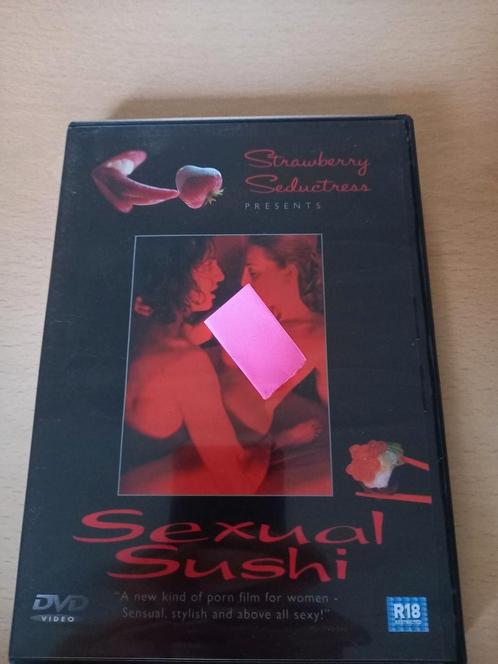 Strawberry
Seductress
PRESENTS
Sexual
Sushi
"A new kind of porn film for women -
Sensual, stylish and above all sexy!"
DVD
VIDEO
R18
RESTRICTED